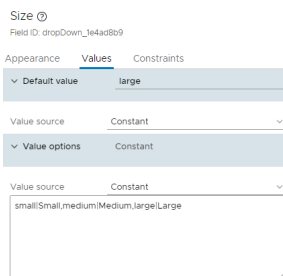 Size
Field ID: dropDown_1e4ad8b9
Appearance Values Constraints
Default value large
Value source Constant
Value options Constant
Value source Constant
small|Small,medium|Medium,large|Large